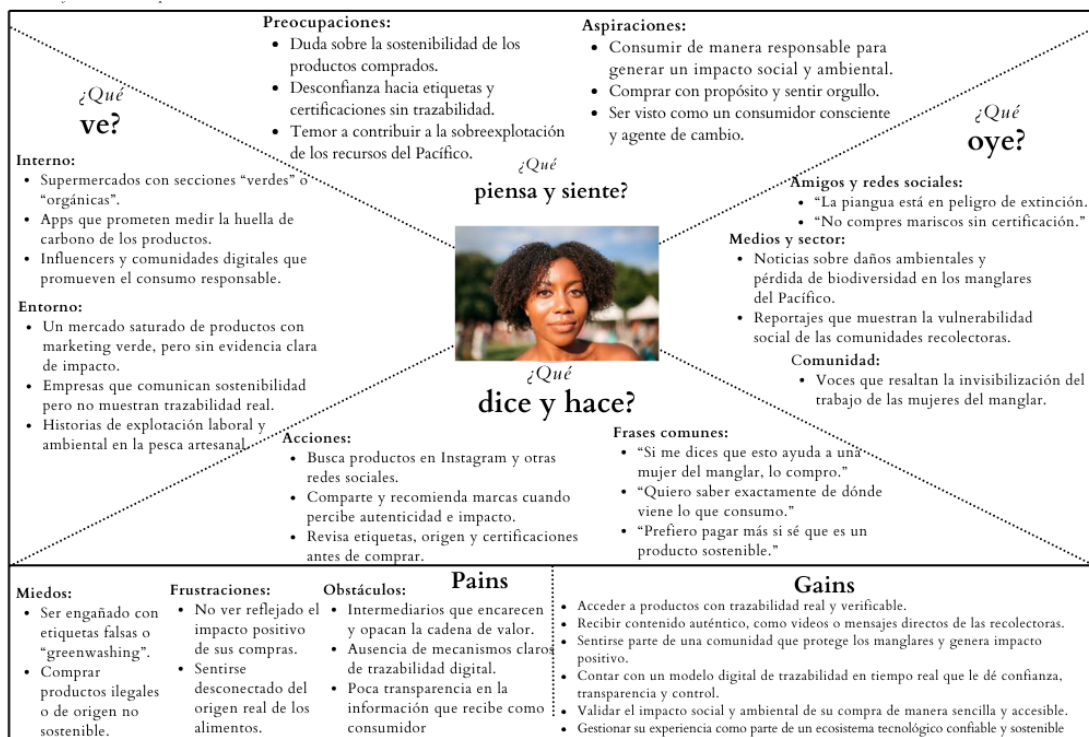 Preocupaciones:
• Duda sobre la sostenibilidad de los
productos comprados.
• Desconfianza hacia etiquetas y
certificaciones sin trazabilidad.
• Temor a contribuir a la sobreexplotación
de los recursos del Pacífico.
Aspiraciones:
• Consumir de manera responsable para
generar un impacto social y ambiental.
• Comprar con propósito y sentir orgullo.
• Ser visto como un consumidor consciente
y agente de cambio.
¿Qué
piensa y siente?
¿Qué
ve?
Interno:
• Supermercados con secciones “verdes” o
“orgánicas”.
• Apps que prometen medir la huella de
carbono de los productos.
• Influencers y comunidades digitales que
promueven el consumo responsable.
Entorno:
• Un mercado saturado de productos con
marketing verde, pero sin evidencia clara
de impacto.
• Empresas que comunican sostenibilidad
pero no muestran trazabilidad real.
• Historias de explotación laboral y
ambiental en la pesca artesanal.
¿Qué
oye?
Amigos y redes sociales:
• “La piangua está en peligro de extinción.
• “No compres mariscos sin certificación.”
Medios y sector:
• Noticias sobre daños ambientales y
pérdida de biodiversidad en los manglares
del Pacífico.
• Reportajes que muestran la vulnerabilidad
social de las comunidades recolectoras.
Comunidad:
• Voces que resaltan la invisibilización del
trabajo de las mujeres del manglar.
¿Qué
dice y hace?
Acciones:
• Busca productos en Instagram y otras
redes sociales.
• Comparte y recomienda marcas cuando
percibe autenticidad e impacto.
• Revisa etiquetas, origen y certificaciones
antes de comprar.
Frases comunes:
• “Si me dices que esto ayuda a una
mujer del manglar, lo compro.”
• “Quiero saber exactamente de dónde
viene lo que consumo.”
• “Prefiero pagar más si sé que es un
producto sostenible.”
Pains
Miedos:
• Ser engañado con
etiquetas falsas o
“greenwashing”.
• Comprar
productos ilegales
o de origen no
sostenible.
Frustraciones:
• No ver reflejado el
impacto positivo
de sus compras.
• Sentirse
desconectado del
origen real de los
alimentos.
Obstáculos:
• Intermediarios que encarecen
y opacan la cadena de valor.
• Ausencia de mecanismos claros
de trazabilidad digital.
• Poca transparencia en la
información que recibe como
consumidor
Gains
• Acceder a productos con trazabilidad real y verificable.
• Recibir contenido auténtico, como videos o mensajes directos de las recolectoras.
• Sentirse parte de una comunidad que protege los manglares y genera impacto
positivo.
• Contar con un modelo digital de trazabilidad en tiempo real que le dé confianza,
transparencia y control.
• Validar el impacto social y ambiental de su compra de manera sencilla y accesible.
• Gestionar su experiencia como parte de un ecosistema tecnológico confiable y sostenible